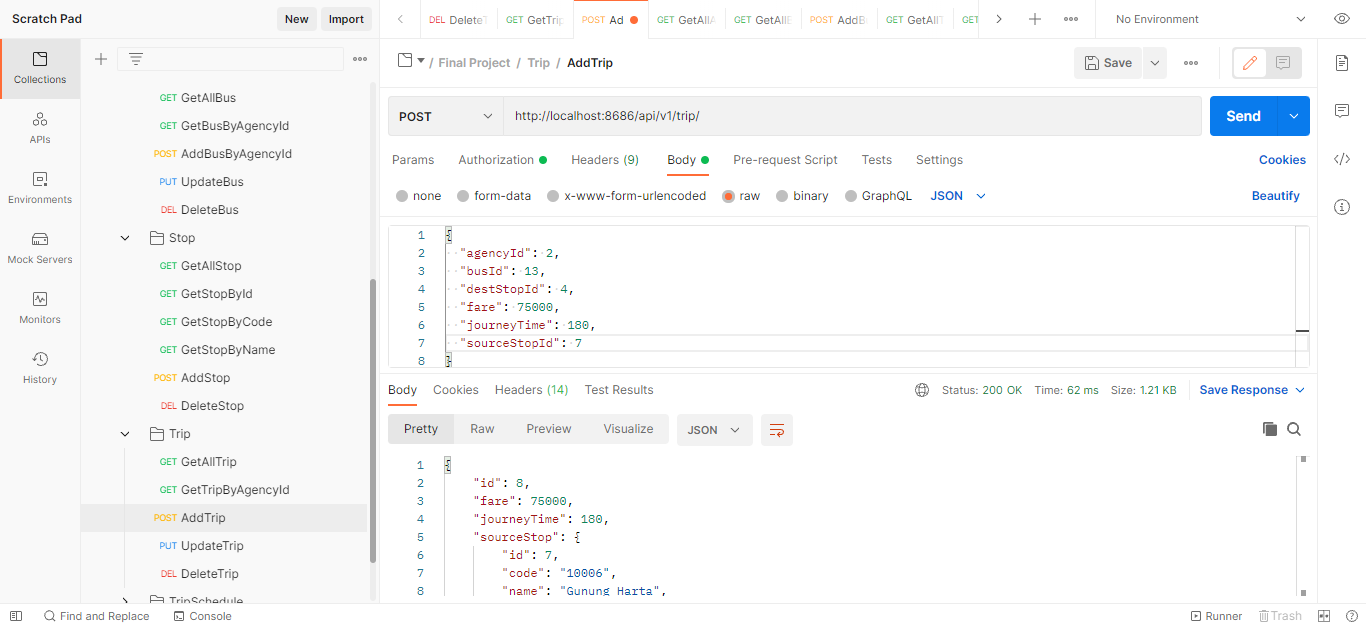 Scratch Pad
New
Import
DEL DeleteT
GET GetTrip
POST Ad
GET GetAllA
GET GetAllB
POST AddB
GET GetAllT
GET
No Environment
Collections
APIs
Environments
Mock Servers
Monitors
History
GET GetAllBus
GET GetBusByAgencyId
POST AddBusByAgencyId
PUT UpdateBus
DEL DeleteBus
Stop
GET GetAllStop
GET GetStopById
GET GetStopByCode
GET GetStopByName
POST AddStop
DEL DeleteStop
Trip
GET GetAllTrip
GET GetTripByAgencyId
POST AddTrip
PUT UpdateTrip
DEL DeleteTrip
TripSchedule
/ Final Project / Trip / AddTrip
Save
POST
http://localhost:8686/api/v1/trip/
Send
Params
Authorization
Headers (9)
Body
Pre-request Script
Tests
Settings
Cookies
none
form-data
x-www-form-urlencoded
raw
binary
GraphQL
JSON
Beautify
1 {
2 "agencyId": 2,
3 "busId": 13,
4 "destStopId": 4,
5 "fare": 75000,
6 "journeyTime": 180,
7 "sourceStopId": 7
8 }
Body
Cookies
Headers (14)
Test Results
Status: 200 OK
Time: 62 ms
Size: 1.21 KB
Save Response
Pretty
Raw
Preview
Visualize
JSON
1 {
2 "id": 8,
3 "fare": 75000,
4 "journeyTime": 180,
5 "sourceStop": {
6 "id": 7,
7 "code": "10006",
8 "name": "Gunung Harta",
Find and Replace
Console
Runner
Trash